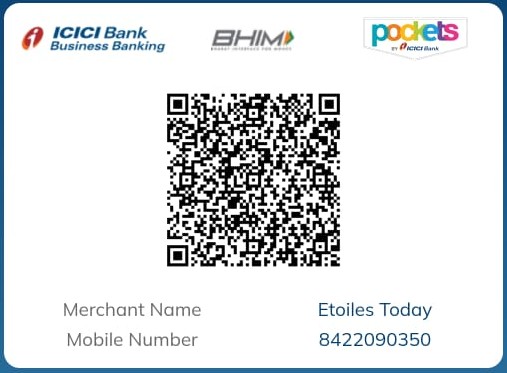 ICICI Bank
Business Banking
BHIM
BHARAT INTERFACE FOR MONEY
pockets
BY ICICI Bank
Merchant Name Etoiles Today
Mobile Number 8422090350